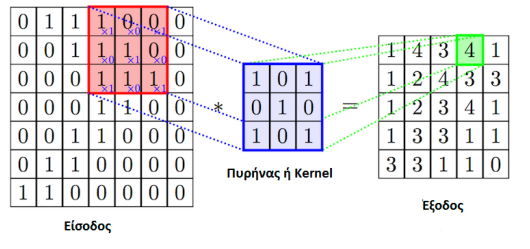 0 1 1 1 0 0 0
×1 ×0 ×1
0 0 1 1 1 0 0
×0 ×1 ×0
0 0 0 1 1 1 0
×1 ×0 ×1
0 0 0 1 1 0 0
0 0 1 1 0 0 0
0 1 1 0 0 0 0
1 1 0 0 0 0 0
Είσοδος
*
1 0 1
0 1 0
1 0 1
Πυρήνας ή Kernel
=
1 4 3 4 1
1 2 4 3 3
1 2 3 4 1
1 3 3 1 1
3 3 1 1 0
Έξοδος